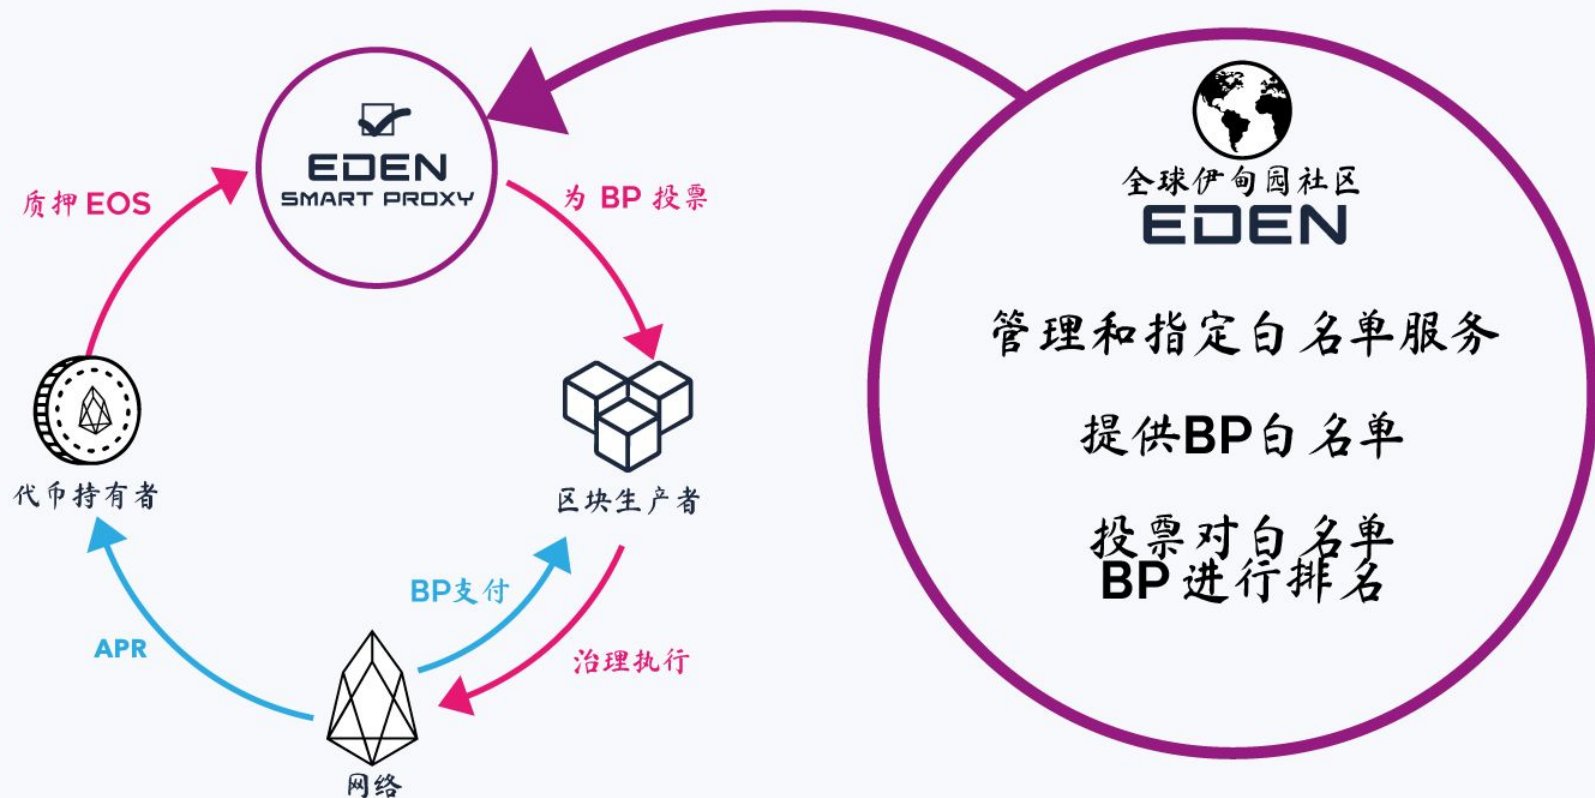 EDEN
SMART PROXY
质押 EOS
为 BP 投票
代币持有者
区块生产者
BP支付
APR
治理执行
网络
全球伊甸园社区
EDEN
管理和指定白名单服务
提供BP白名单
投票对白名单
BP 进行排名